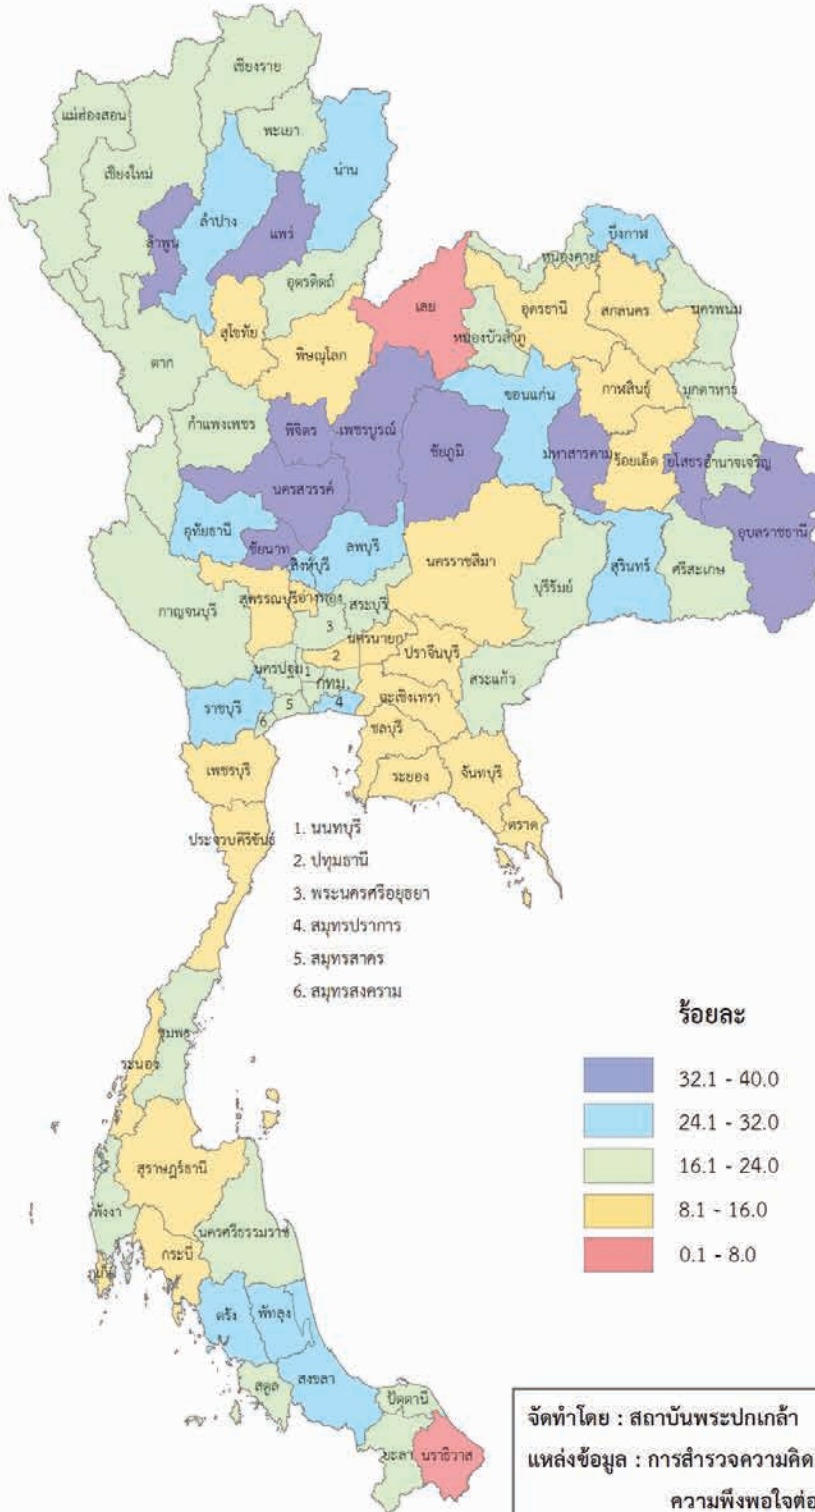 เชียงราย
แม่ฮ่องสอน
พะเยา
เชียงใหม่
น่าน
ลำปาง
แพร่
ลำพูน
บึงกาฬ
หนองคาย
อุตรดิตถ์
เลย
อุดรธานี
สกลนคร
นครพนม
สุโขทัย
หนองบัวลำภู
พิษณุโลก
ตาก
ขอนแก่น
กาฬสินธุ์
มุกดาหาร
กำแพงเพชร
พิจิตร
เพชรบูรณ์
ชัยภูมิ
มหาสารคาม
ร้อยเอ็ด
ยโสธร
อำนาจเจริญ
นครสวรรค์
อุบลราชธานี
อุทัยธานี
ชัยนาท
ลพบุรี
สิงห์บุรี
นครราชสีมา
บุรีรัมย์
สุรินทร์
ศรีสะเกษ
สุพรรณบุรี
อ่างทอง
สระบุรี
กาญจนบุรี
3
นครนายก
2
ปราจีนบุรี
นครปฐม
1
กทม.
สระแก้ว
ฉะเชิงเทรา
ราชบุรี
5
4
6
ชลบุรี
เพชรบุรี
ระยอง
จันทบุรี
ตราด
ประจวบคีรีขันธ์
1. นนทบุรี
2. ปทุมธานี
3. พระนครศรีอยุธยา
4. สมุทรปราการ
5. สมุทรสาคร
6. สมุทรสงคราม
ชุมพร
ระนอง
สุราษฎร์ธานี
พังงา
นครศรีธรรมราช
กระบี่
ภูเก็ต
ตรัง
พัทลุง
สงขลา
สตูล
ปัตตานี
ยะลา
นราธิวาส
ร้อยละ
32.1 - 40.0
24.1 - 32.0
16.1 - 24.0
8.1 - 16.0
0.1 - 8.0
จัดทำโดย : สถาบันพระปกเกล้า
แหล่งข้อมูล : การสำรวจความคิด
ความพึงพอใจต่อ